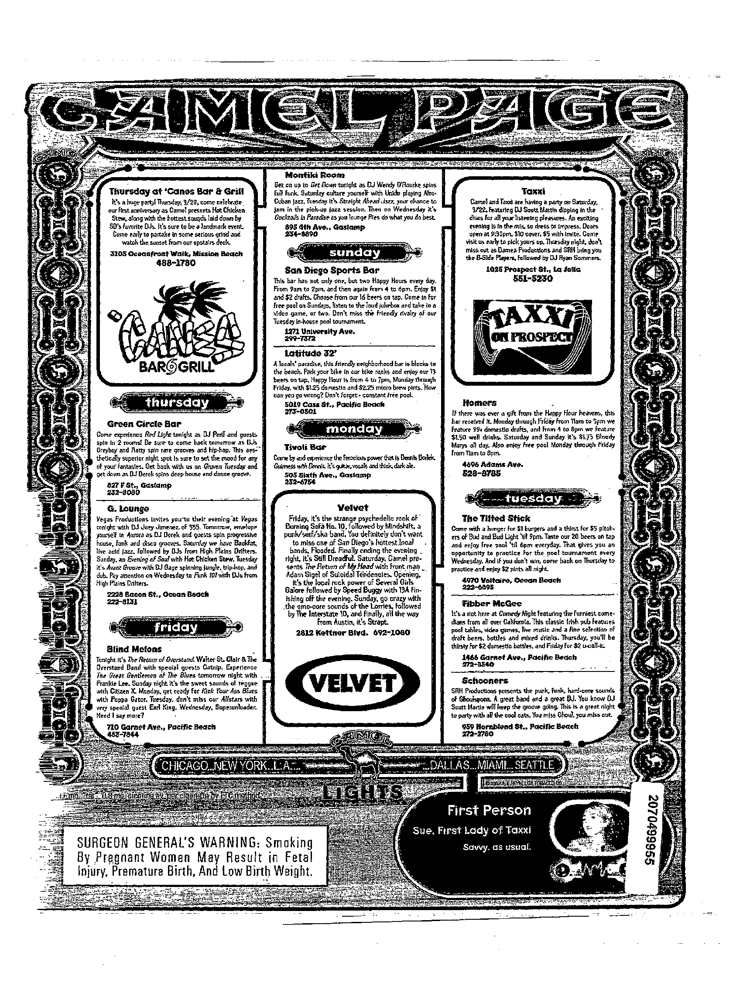 CAMEL PAGE
Thursday at 'Canes Bar & Grill
It's a huge party! Thursday, 3/20, come celebrate
our first anniversary as Camel presents Hot Chicken
Stew, along with the hottest sounds laid down by
SD's favorite DJs. It's sure to be a landmark event.
Come early to partake in some serious grind and
watch the sunset from our upstairs deck.
3105 Oceanfront Walk, Mission Beach
488-1780
CANES
BAR GRILL
thursday
Green Circle Bar
Come experience Red Light tonight as DJ Peril and guests
spin in 2 rooms! Be sure to come back tomorrow as DJs
Greyboy and Matty spin rare grooves and hip-hop. This aes-
thetically superior night spot is sure to set the mood for any
of your fantasies. Get back with us on Graven Tuesday and
get down as DJ Derek spins deep house and dance groove.
827 F St., Gaslamp
232-8080
G. Lounge
Vegas Productions invites you to their evening at Vegas
tonight with DJ Joey Jimenez of 555. Tomorrow, envelope
yourself in Aurora as DJ Derek and guests spin progressive
house, funk and disco grooves. Saturday we have Backfat,
live acid jazz, followed by DJs from High Plains Drifters.
Sunday, an Evening of Soul with Hot Chicken Stew. Tuesday
it's Avant Groove with DJ Gage spinning jungle, trip-hop, and
dub. Pay attention on Wednesday to Funk 101 with DJs from
High Plains Drifters.
2228 Bacon St., Ocean Beach
222-8131
friday
Blind Melons
Tonight it's The Return of Overstand. Walter St. Clair & The
Overstand Band with special guests Catnip. Experience
The Great Gentlemen of The Blues tomorrow night with
Frankie Lee. Sunday night it's the sweet sounds of reggae
with Citizen X. Monday, get ready for Kick Your Ass Blues
with Poppa Gator. Tuesday, don't miss our Allstars with
very special guest Earl King. Wednesday, Superunloader.
Need I say more?
710 Garnet Ave., Pacific Beach
483-7844
Montiki Room
Get on up to Get Down tonight as DJ Wendy O'Rourke spins
full funk. Saturday culture yourself with Unido playing Afro-
Cuban jazz. Tuesday it's Straight Ahead Jazz, your chance to
jam in the pick-up jazz session. Then on Wednesday it's
Cocktails in Paradise as you lounge flies do what you do best.
895 4th Ave., Gaslamp
sunday
San Diego Sports Bar
This bar has not only one, but two Happy Hours every day.
From 9am to 2pm, and then again from 4 to 6pm. Enjoy $1
and $2 drafts. Choose from our 16 beers on tap. Come in for
free pool on Sundays, listen to the loud jukebox and take in a
video game, or two. Don't miss the friendly rivalry of our
Tuesday in-house pool tournament.
1271 University Ave.
299-7372
Latitude 32°
A locals' paradise, this friendly neighborhood bar is blocks to
the beach. Park your bike in our bike racks and enjoy our 13
beers on tap. Happy Hour is from 4 to 7pm, Monday through
Friday, with $1.25 domestic and $2.25 micro brew pints. How
can you go wrong? Don't forget - constant free pool.
5019 Cass St., Pacific Beach
273-0501
monday
Tivoli Bar
Come by and experience the ferocious power that is Dennis Borlek.
Guinness with Dennis. It's guitar, vocals and thick, dark ale.
505 Sixth Ave., Gaslamp
232-6754
Velvet
Friday, it's the strange psychedelic rock of
Burning Sofa No. 10, followed by Mindshift, a
punk/surf/ska band. You definitely don't want
to miss one of San Diego's hottest local
bands, Flooded. Finally ending the evening
right, it's Still Dreadful. Saturday, Camel pre-
sents The Return of My Head with front man
Adam Sigel of Suicidal Tendencies. Opening,
it's the local rock power of Several Girls
Galore followed by Speed Buggy with 13A fin-
ishing off the evening. Sunday, go crazy with
the emo-core sounds of the Lorries, followed
by The Interstate 10, and finally, all the way
from Austin, it's Strapt.
2812 Kettner Blvd. 692-1080
VELVET
Taxxi
Camel and Taxxi are having a party on Saturday,
3/22, featuring DJ Scott Martin digging in the
discs for all your listening pleasures. An exciting
evening is in the mix, so dress to impress. Doors
open at 9:30pm, $10 cover, $5 with invite. Come
visit us early to pick yours up. Thursday night, don't
miss out as Damea Productions and SRH bring you
the B-Side Players, followed by DJ Ryan Sommers.
1025 Prospect St., La Jolla
551-5230
TAXXI
ON PROSPECT
Homers
If there was ever a gift from the Happy Hour heavens, this
bar received it. Monday through Friday from 11am to 5pm we
feature 99¢ domestic drafts, and from 4 to 8pm we feature
$1.50 well drinks. Saturday and Sunday it's $1.75 Bloody
Marys all day. Also enjoy free pool Monday through Friday
from 11am to 8pm.
4696 Adams Ave.
528-8785
tuesday
The Tilted Stick
Come with a hunger for $1 burgers and a thirst for $5 pitch-
ers of Bud and Bud Light 'til 9pm. Taste our 20 beers on tap
and enjoy free pool 'til 6pm everyday. That gives you an
opportunity to practice for the pool tournament every
Wednesday. And if you don't win, come back on Thursday to
practice and enjoy $2 pints all night.
4970 Voltaire, Ocean Beach
222-6895
Fibber McGee
It's a riot here at Comedy Night featuring the funniest come-
dians from all over California. This classic Irish pub features
pool tables, video games, live music and a fine selection of
draft beers, bottles and mixed drinks. Thursday, you'll be
thirsty for $2 domestic bottles, and Friday for $2 u-call-it.
1466 Garnet Ave., Pacific Beach
Schooners
SRH Productions presents the punk, funk, hard-core sounds
of Ghoulspoon. A great band and a great DJ. You know DJ
Scott Martin will keep the groove going. This is a great night
to party with all the cool cats. You miss Ghoul, you miss out.
959 Hornblend St., Pacific Beach
272-2780
CAMEL
CHICAGO...NEW YORK...L.A....
...DALLAS...MIAMI...SEATTLE
LIGHTS
First Person
Sue, First Lady of Taxxi
Savvy, as usual.
SURGEON GENERAL'S WARNING: Smoking
By Pregnant Women May Result in Fetal
Injury, Premature Birth, And Low Birth Weight.
2070499955